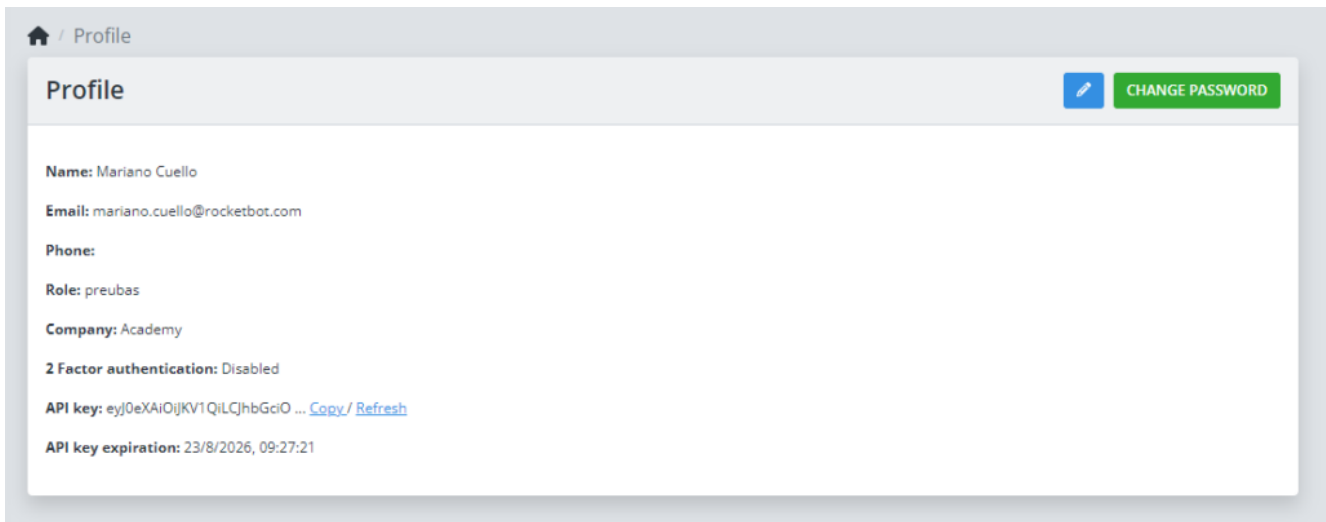 / Profile
Profile
CHANGE PASSWORD
Name: Mariano Cuello
Email: mariano.cuello@rocketbot.com
Phone:
Role: preubas
Company: Academy
2 Factor authentication: Disabled
API key: eyJ0eXAiOiJKV1QiLCJhbGciO ... Copy / Refresh
API key expiration: 23/8/2026, 09:27:21